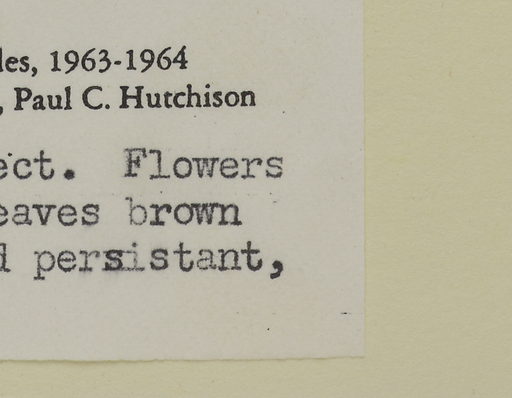 les, 1963-1964
, Paul C. Hutchison
ect. Flowers
eaves brown
d persistant,